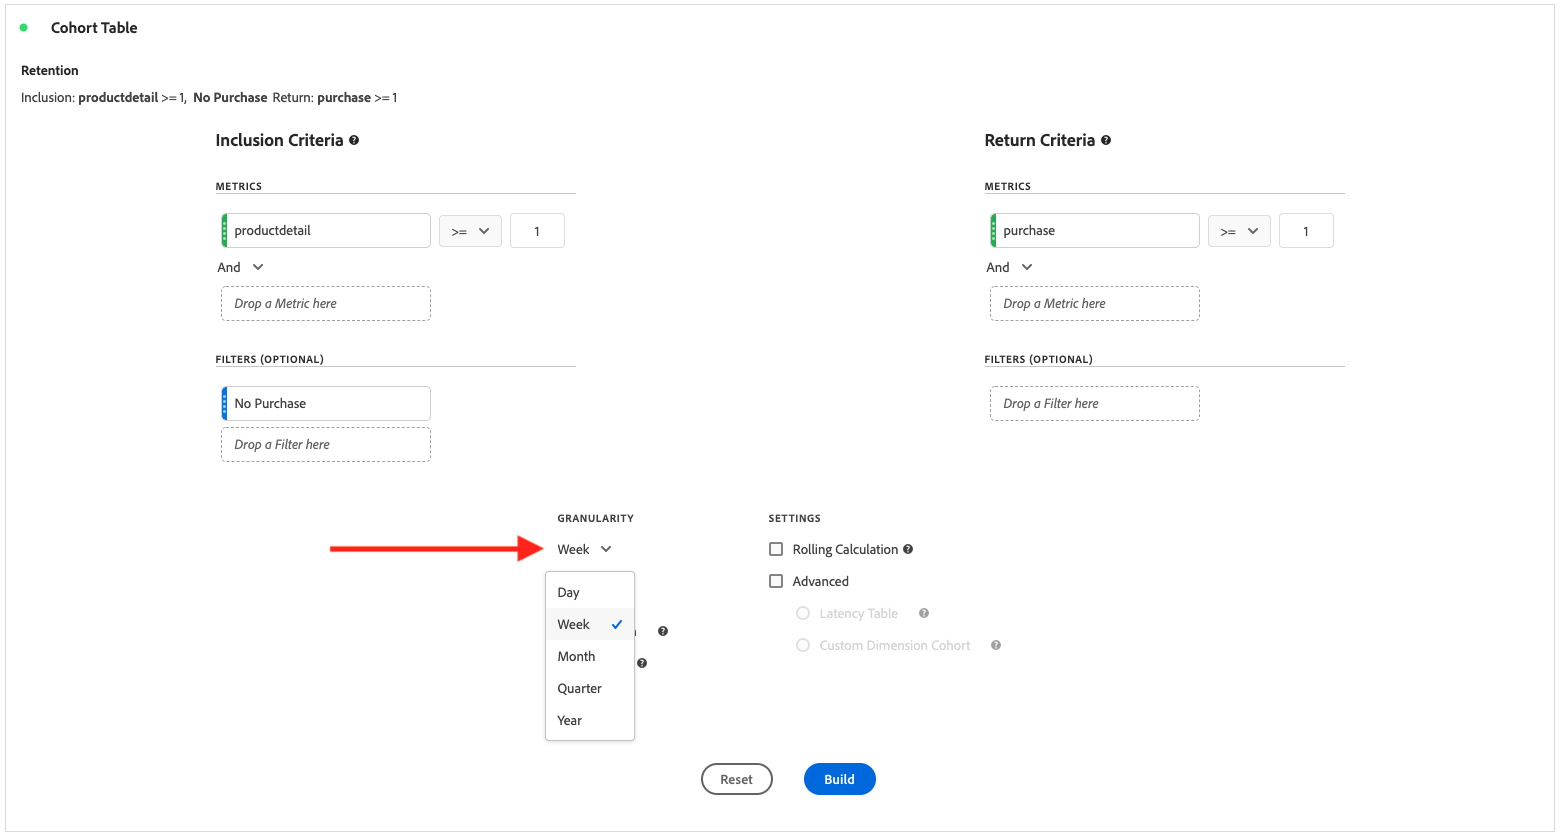 Cohort Table
Retention
Inclusion: productdetail >= 1, No Purchase Return: purchase >= 1
Inclusion Criteria ?
Return Criteria ?
METRICS
METRICS
productdetail >= 1
purchase >= 1
And
And
Drop a Metric here
Drop a Metric here
FILTERS (OPTIONAL)
FILTERS (OPTIONAL)
No Purchase
Drop a Filter here
Drop a Filter here
GRANULARITY
SETTINGS
Week
Rolling Calculation ?
Advanced
Day
Latency Table ?
Week
?
Custom Dimension Cohort ?
Month
?
Quarter
Year
Reset
Build